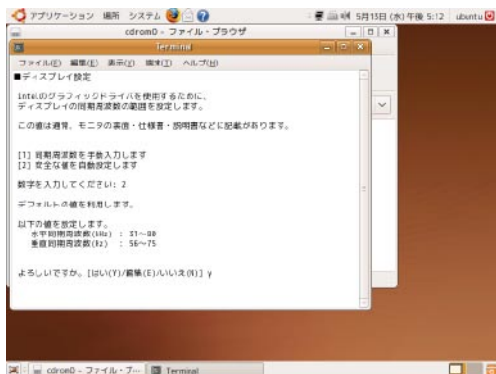 アプリケーション 場所 システム 5月13日 (水) 午後 5:12 ubuntu
cdrom0 - ファイル・ブラウザ
Terminal
ファイル(F) 編集(E) 表示(V) 端末(T) ヘルプ(H)
■ディスプレイ設定
Intelのグラフィックドライバを使用するために、
ディスプレイの同期周波数の範囲を設定します。
この値は通常、モニタの裏面・仕様書・説明書などに記載があります。
[1] 同期周波数を手動入力します
[2] 安全な値を自動設定します
数字を入力してください: 2
デフォルトの値を利用します。
以下の値を設定します。
水平同期周波数(kHz) : 31～80
垂直同期周波数(Hz) : 56～75
よろしいですか。[はい(Y)/編集(E)/いいえ(N)] y
cdrom0 - ファイル・ブ… Terminal